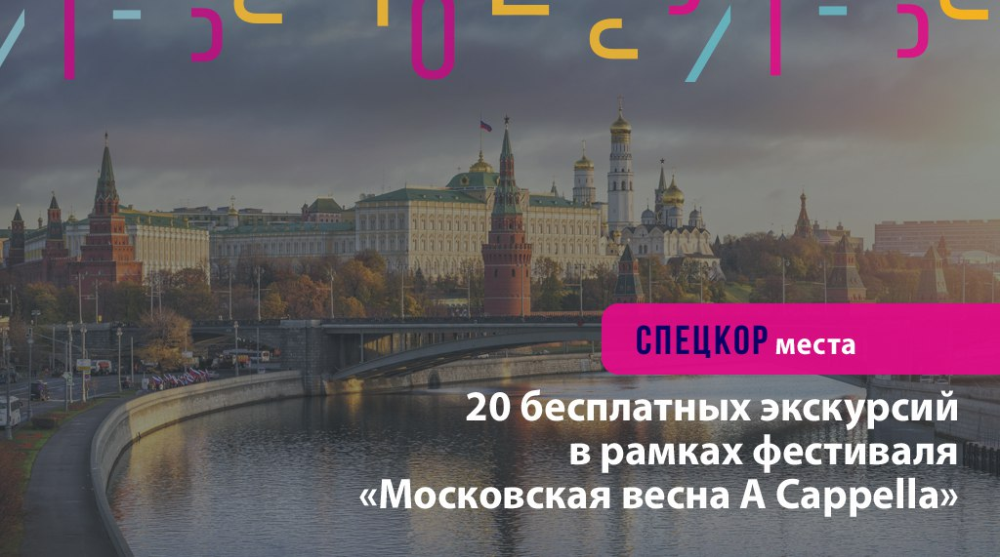 СПЕЦКОР места
20 бесплатных экскурсий
в рамках фестиваля
«Московская весна A Cappella»